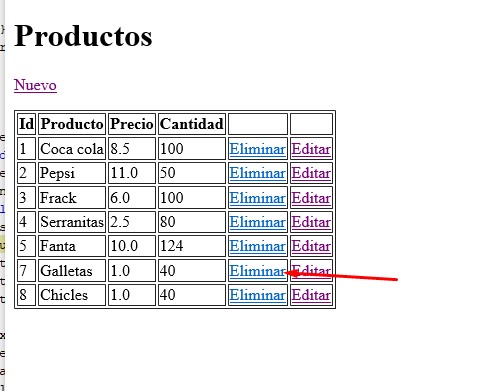 Productos
Nuevo
Id Producto Precio Cantidad
1 Coca cola 8.5 100 Eliminar Editar
2 Pepsi 11.0 50 Eliminar Editar
3 Frack 6.0 100 Eliminar Editar
4 Serranitas 2.5 80 Eliminar Editar
5 Fanta 10.0 124 Eliminar Editar
7 Galletas 1.0 40 Eliminar Editar
8 Chicles 1.0 40 Eliminar Editar